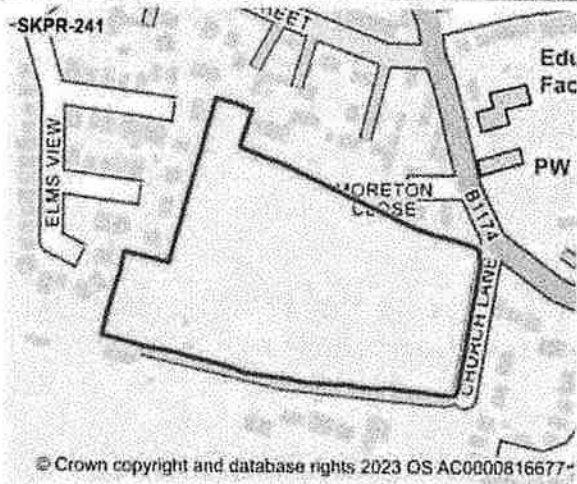 SKPR-241
REET
Edu
Fac
ELMS VIEW
MORETON
CLOSE
PW
B1174
CHURCH LANE
© Crown copyright and database rights 2023 OS AC0000816677